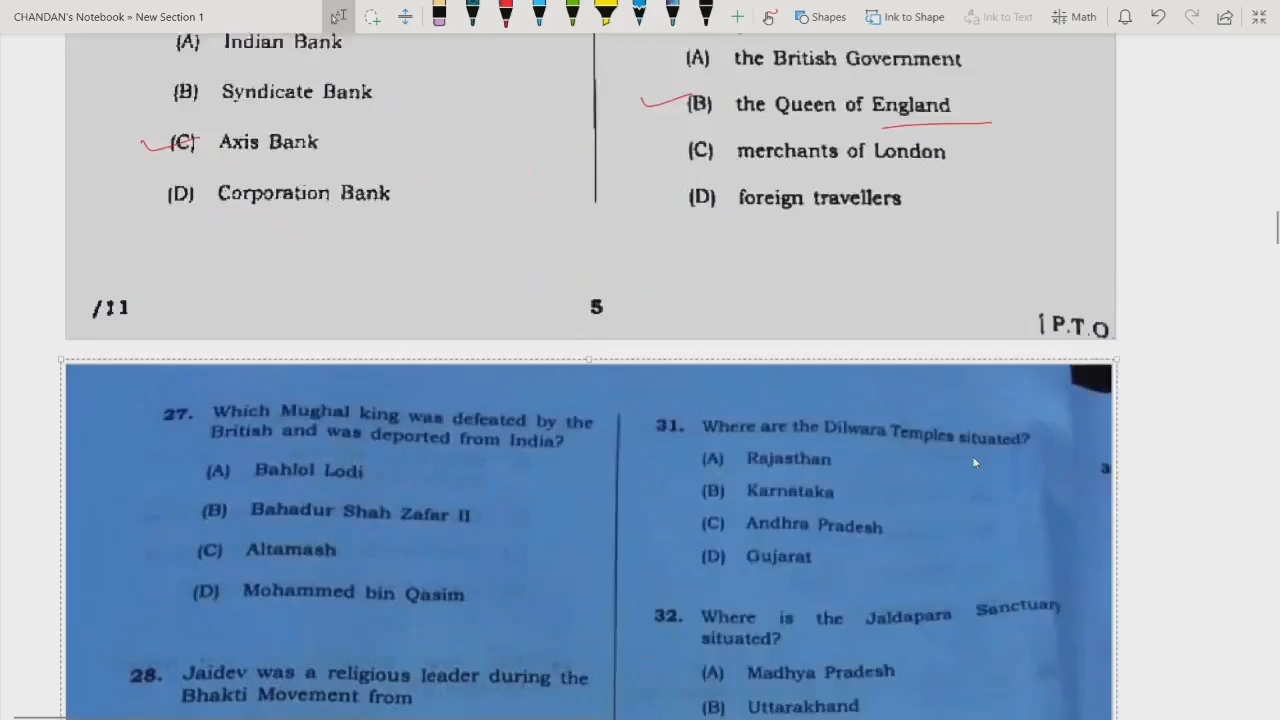 CHANDAN's Notebook » New Section 1
Shapes
Ink to Shape
Ink to Text
Math
(A) Indian Bank
(B) Syndicate Bank
(C) Axis Bank
(D) Corporation Bank
(A) the British Government
(B) the Queen of England
(C) merchants of London
(D) foreign travellers
/11
5
[P.T.O
27. Which Mughal king was defeated by the
British and was deported from India?
(A) Bahlol Lodi
(B) Bahadur Shah Zafar II
(C) Altamash
(D) Mohammed bin Qasim
28. Jaidev was a religious leader during the
Bhakti Movement from
31. Where are the Dilwara Temples situated?
(A) Rajasthan
(B) Karnataka
(C) Andhra Pradesh
(D) Gujarat
32. Where is the Jaldapara Sanctuary
situated?
(A) Madhya Pradesh
(B) Uttarakhand
3